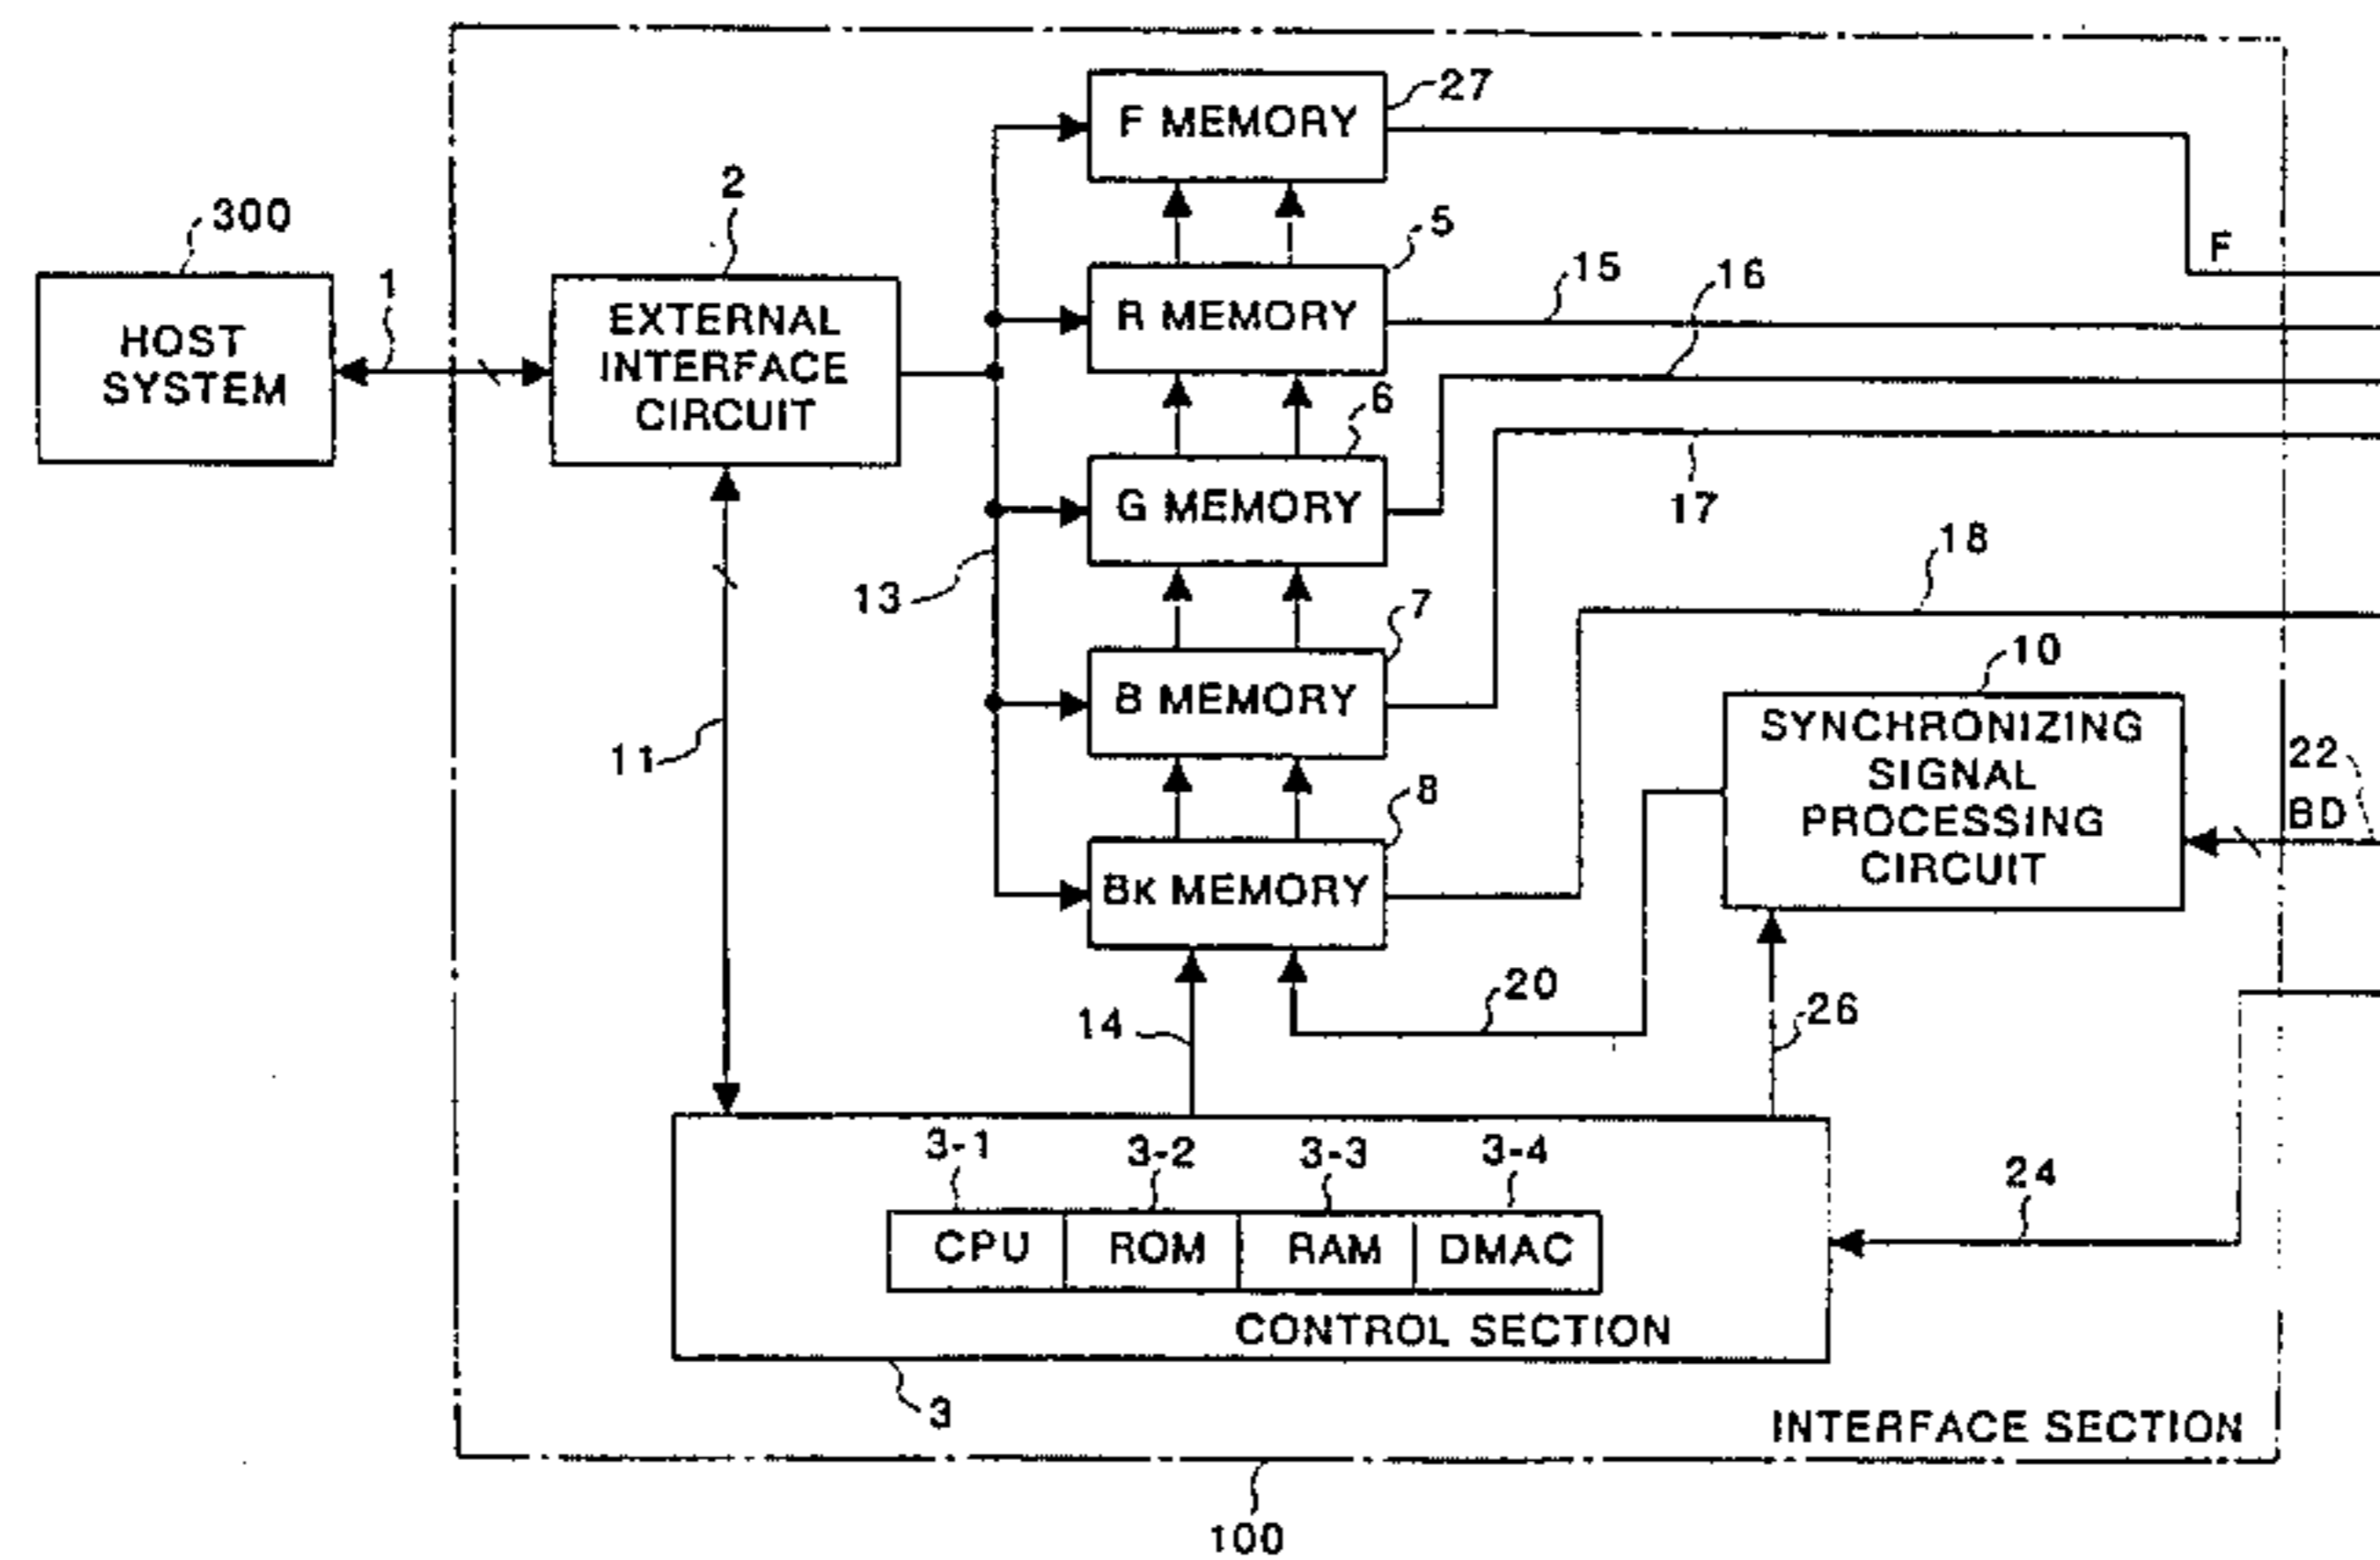 27
F MEMORY
2
300
5
F
1
15
16
HOST
SYSTEM
EXTERNAL
INTERFACE
CIRCUIT
R MEMORY
6
17
G MEMORY
18
13
7
10
B MEMORY
11
SYNCHRONIZING
SIGNAL
PROCESSING
CIRCUIT
22
BD
8
BK MEMORY
14
20
26
3-1
3-2
3-3
3-4
24
CPU
ROM
RAM
DMAC
CONTROL SECTION
3
INTERFACE SECTION
100